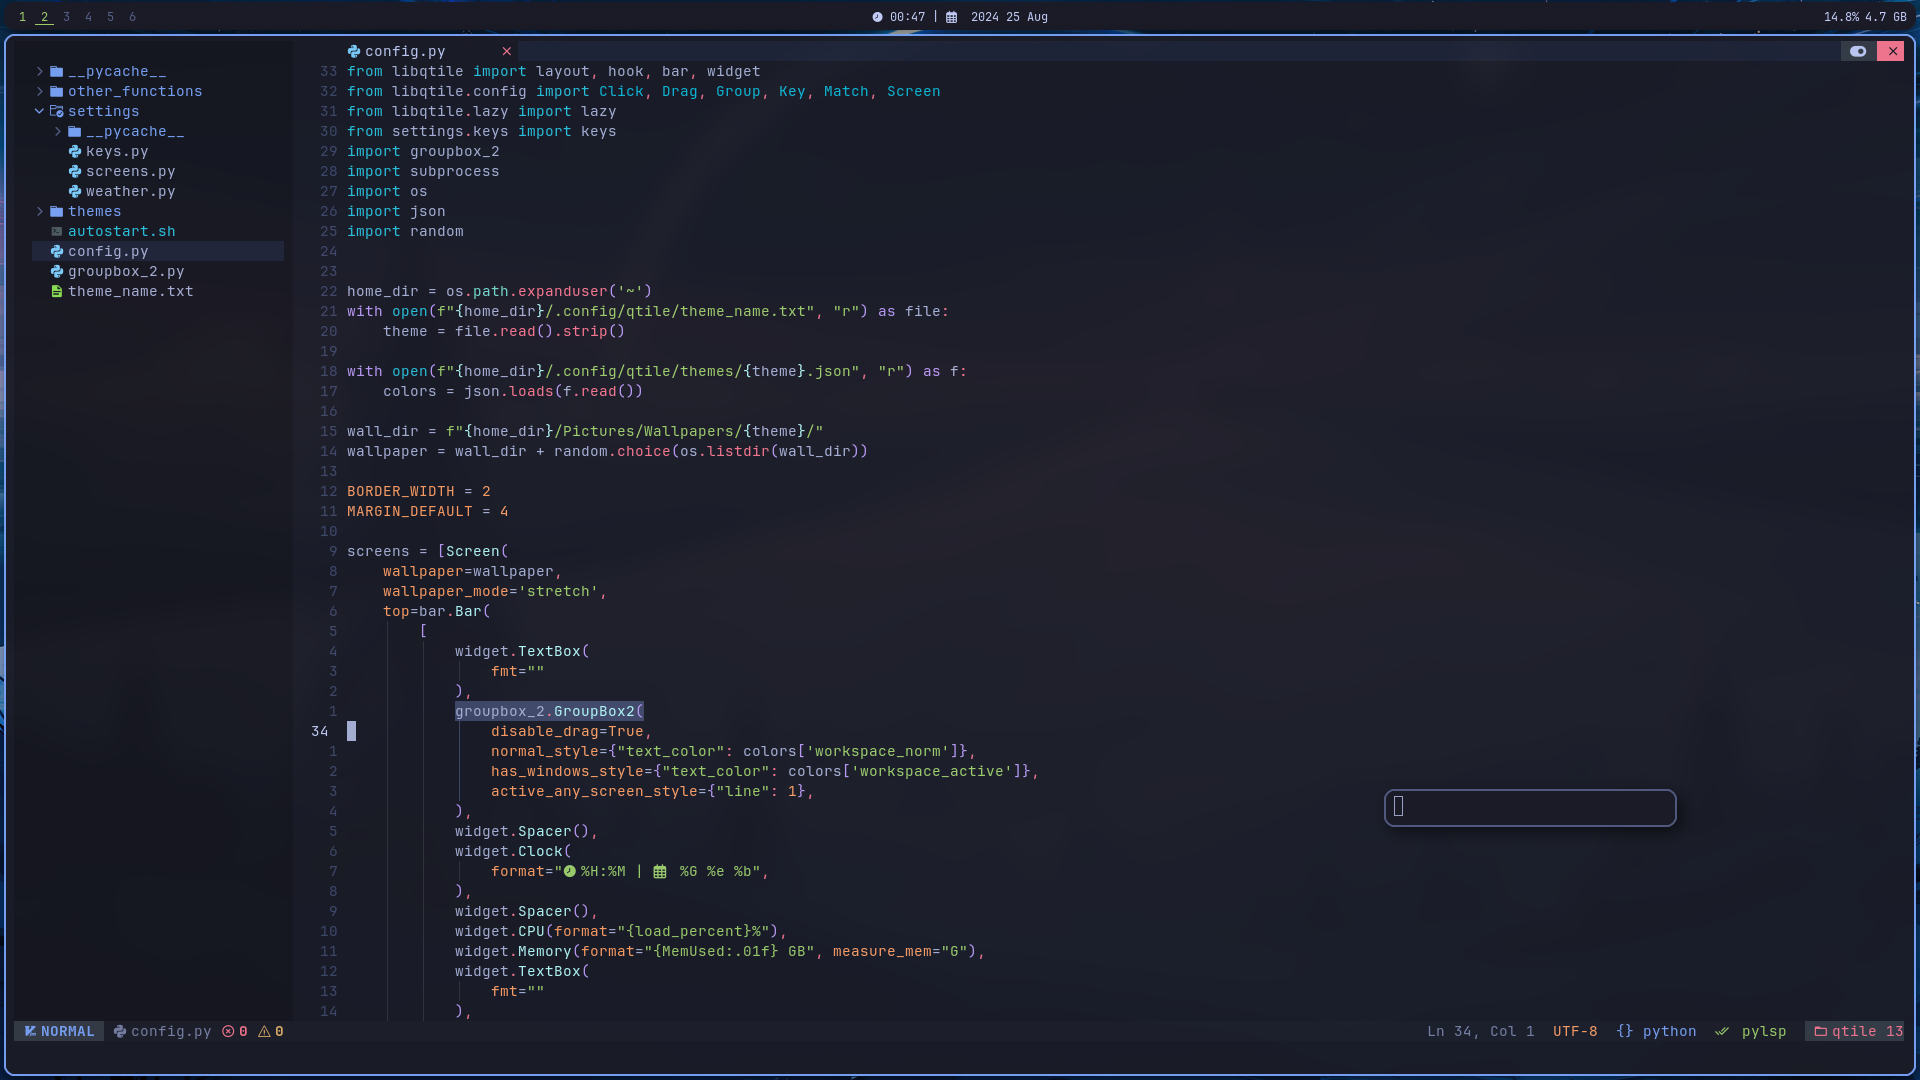 1 2 3 4 5 6
00:47 | 2024 25 Aug
14.8% 4.7 GB
config.py
__pycache__
other_functions
settings
__pycache__
keys.py
screens.py
weather.py
themes
autostart.sh
config.py
groupbox_2.py
theme_name.txt
33 from libqtile import layout, hook, bar, widget
32 from libqtile.config import Click, Drag, Group, Key, Match, Screen
31 from libqtile.lazy import lazy
30 from settings.keys import keys
29 import groupbox_2
28 import subprocess
27 import os
26 import json
25 import random
24
23
22 home_dir = os.path.expanduser('~')
21 with open(f"{home_dir}/.config/qtile/theme_name.txt", "r") as file:
20     theme = file.read().strip()
19
18 with open(f"{home_dir}/.config/qtile/themes/{theme}.json", "r") as f:
17     colors = json.loads(f.read())
16
15 wall_dir = f"{home_dir}/Pictures/Wallpapers/{theme}/"
14 wallpaper = wall_dir + random.choice(os.listdir(wall_dir))
13
12 BORDER_WIDTH = 2
11 MARGIN_DEFAULT = 4
10
9 screens = [Screen(
8     wallpaper=wallpaper,
7     wallpaper_mode='stretch',
6     top=bar.Bar(
5         [
4             widget.TextBox(
3                 fmt=""
2             ),
1             groupbox_2.GroupBox2(
34                 disable_drag=True,
1                 normal_style={"text_color": colors['workspace_norm']},
2                 has_windows_style={"text_color": colors['workspace_active']},
3                 active_any_screen_style={"line": 1},
4             ),
5             widget.Spacer(),
6             widget.Clock(
7                 format="%H:%M | %G %e %b",
8             ),
9             widget.Spacer(),
10             widget.CPU(format="{load_percent}%"),
11             widget.Memory(format="{MemUsed:.01f} GB", measure_mem="G"),
12             widget.TextBox(
13                 fmt=""
14             ),
NORMAL config.py 0 0
Ln 34, Col 1 UTF-8 {} python pylsp qtile 13